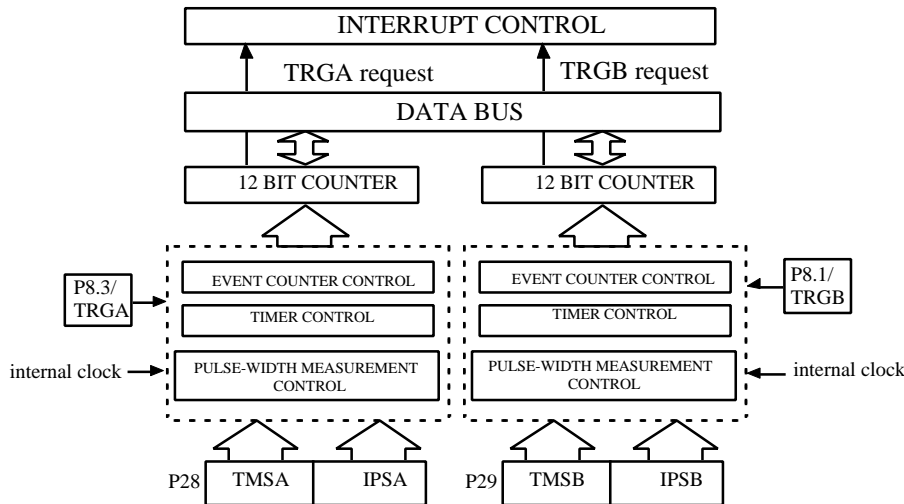 INTERRUPT CONTROL
TRGA request
TRGB request
DATA BUS
12 BIT COUNTER
12 BIT COUNTER
EVENT COUNTER CONTROL
EVENT COUNTER CONTROL
P8.3/
TRGA
P8.1/
TRGB
TIMER CONTROL
TIMER CONTROL
internal clock
PULSE-WIDTH MEASUREMENT
CONTROL
PULSE-WIDTH MEASUREMENT
CONTROL
internal clock
P28
TMSA
IPSA
P29
TMSB
IPSB